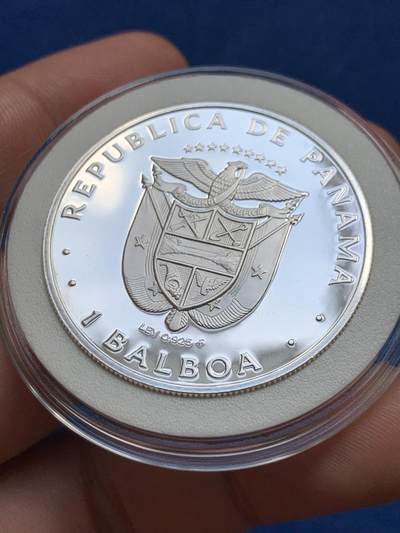 REPUBLICA DE PANAMA
LEY 0.925
1 BALBOA